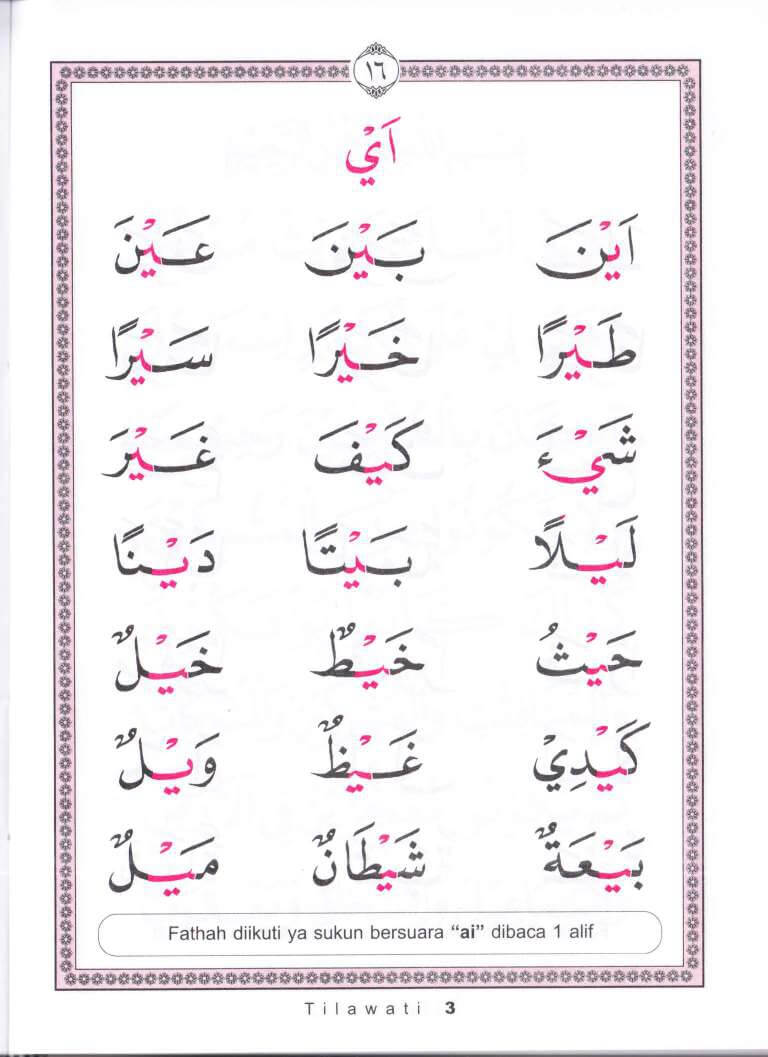 ١٦
اَيْ
اَيْنَ بَيْنَ عَيْنَ
طَيْرًا خَيْرًا سَيْرًا
شَيْءَ كَيْفَ غَيْرَ
لَيْلًا بَيْتًا دَيْنًا
حَيْثُ خَيْطٌ خَيْلٌ
كَيْدِيْ غَيْظٌ وَيْلٌ
بَيْعَةٌ شَيْطَانٌ مَيْلٌ
Fathah diikuti ya sukun bersuara “ai” dibaca 1 alif
Tilawati 3